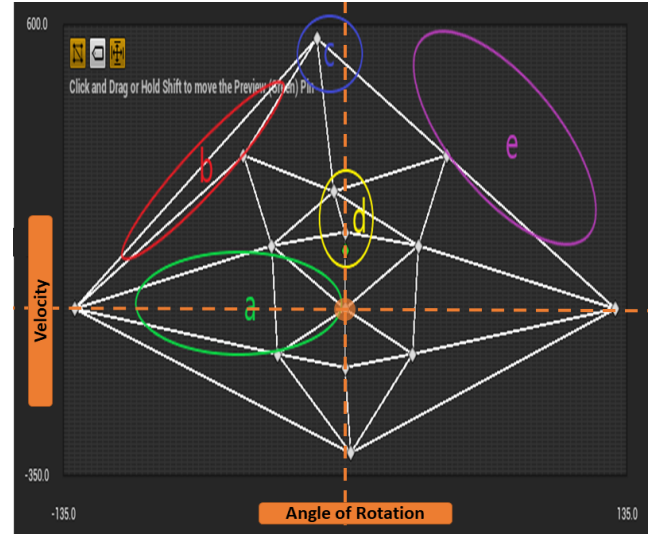 600.0
c
Click and Drag or Hold Shift to move the Preview (Green) Pin
e
b
d
a
Velocity
-350.0
-135.0
Angle of Rotation
135.0